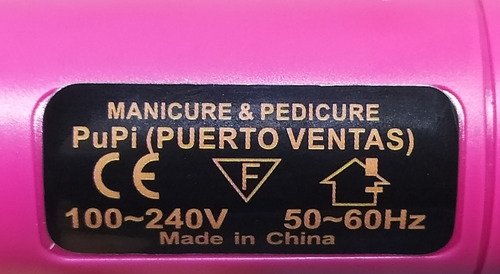 MANICURE & PEDICURE
PuPi (PUERTO VENTAS)
CE F
100~240V 50~60Hz
Made in China